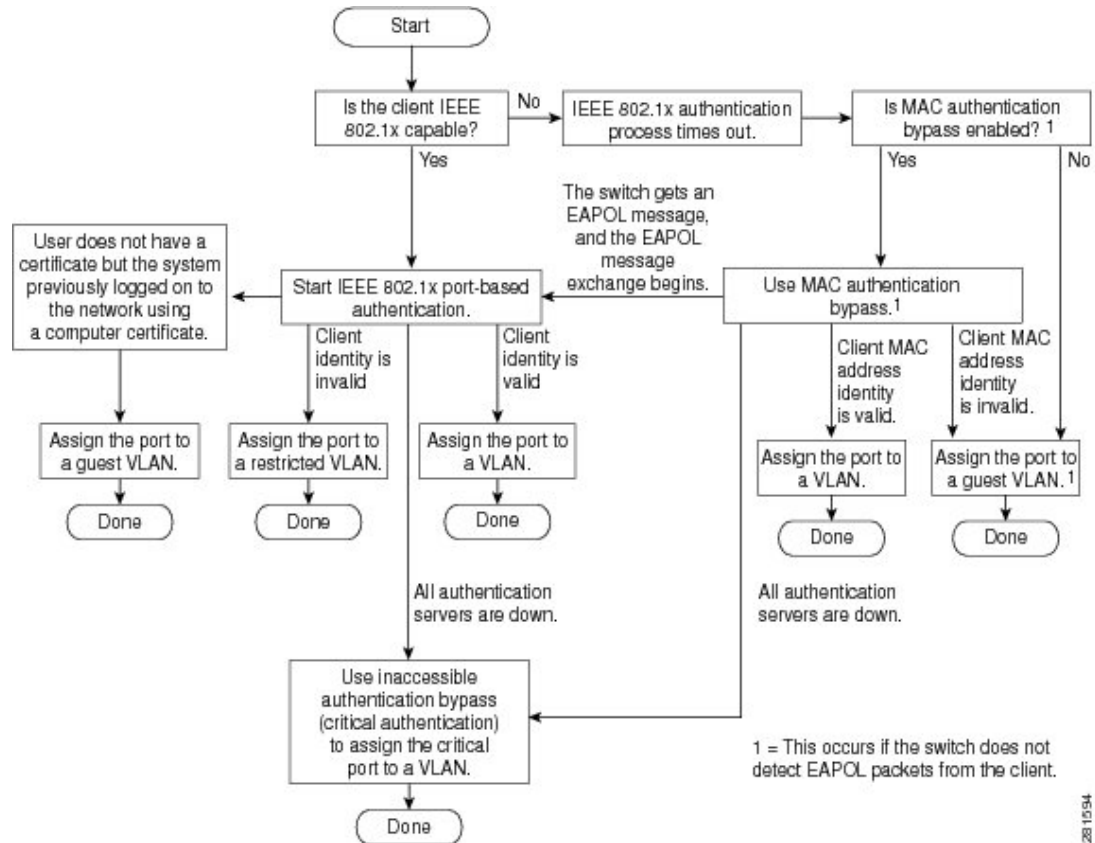 Start
Is the client IEEE
802.1x capable?
No
IEEE 802.1x authentication
process times out.
Is MAC authentication
bypass enabled? 1
Yes
Yes
No
The switch gets an
EAPOL message,
and the EAPOL
message
exchange begins.
User does not have a
certificate but the system
previously logged on to
the network using
a computer certificate.
Start IEEE 802.1x port-based
authentication.
Use MAC authentication
bypass.1
Client
identity is
invalid
Client
identity is
valid
Client MAC
address
identity
is valid.
Client MAC
address
identity
is invalid.
Assign the port to
a guest VLAN.
Assign the port to
a restricted VLAN.
Assign the port to
a VLAN.
Assign the port to
a VLAN.
Assign the port to
a guest VLAN.1
Done
Done
Done
Done
Done
All authentication
servers are down.
All authentication
servers are down.
Use inaccessible
authentication bypass
(critical authentication)
to assign the critical
port to a VLAN.
1 = This occurs if the switch does not
detect EAPOL packets from the client.
Done
281594